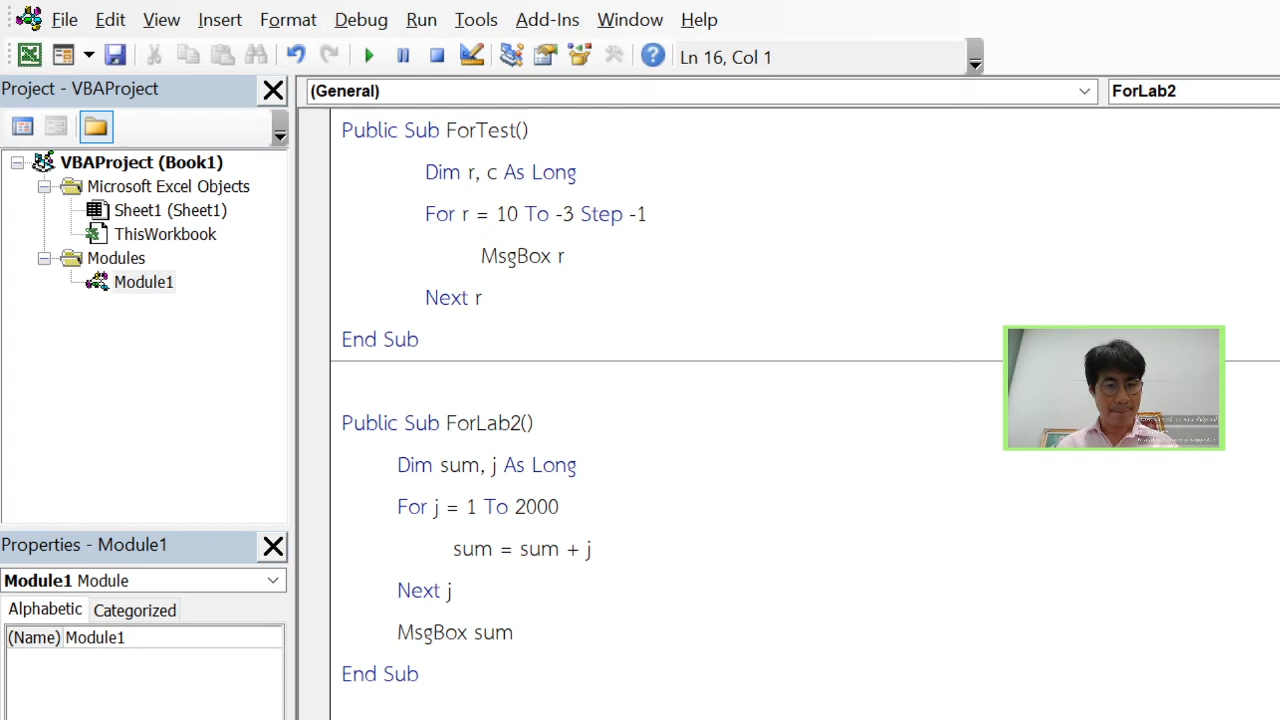 File Edit View Insert Format Debug Run Tools Add-Ins Window Help
Ln 16, Col 1
Project - VBAProject
(General)
ForLab2
VBAProject (Book1)
Microsoft Excel Objects
Sheet1 (Sheet1)
ThisWorkbook
Modules
Module1
Public Sub ForTest()
Dim r, c As Long
For r = 10 To -3 Step -1
MsgBox r
Next r
End Sub
Public Sub ForLab2()
Dim sum, j As Long
For j = 1 To 2000
sum = sum + j
Next j
MsgBox sum
End Sub
Properties - Module1
Module1 Module
Alphabetic Categorized
(Name) Module1